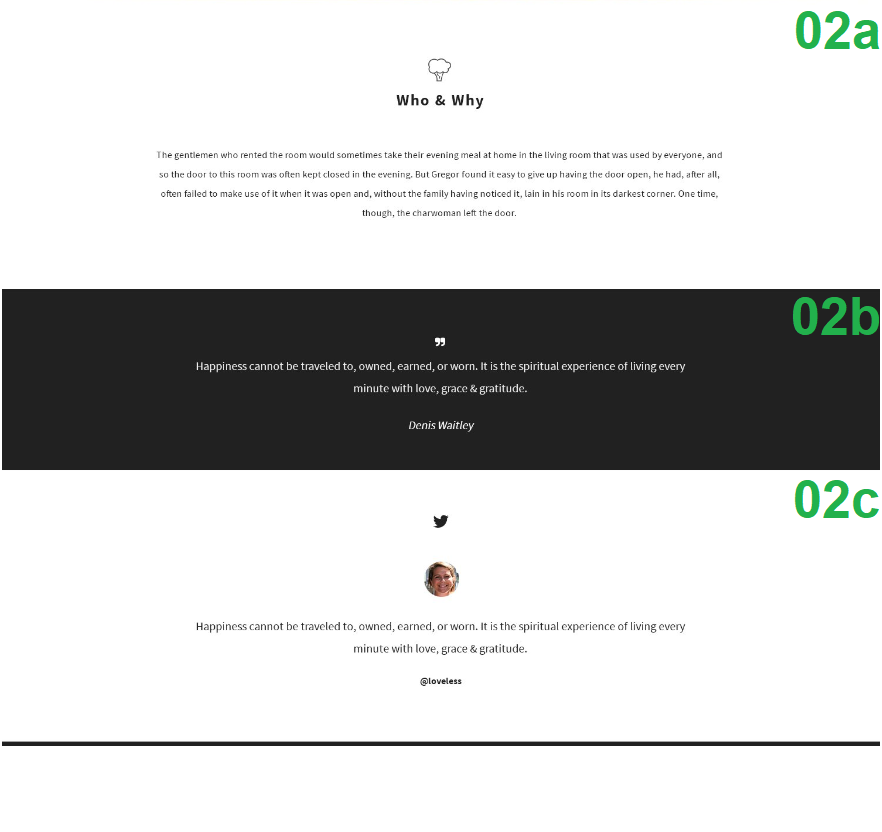 02a
Who & Why
The gentlemen who rented the room would sometimes take their evening meal at home in the living room that was used by everyone, and
so the door to this room was often kept closed in the evening. But Gregor found it easy to give up having the door open, he had, after all,
often failed to make use of it when it was open and, without the family having noticed it, lain in his room in its darkest corner. One time,
though, the charwoman left the door.
02b
❞
Happiness cannot be traveled to, owned, earned, or worn. It is the spiritual experience of living every
minute with love, grace & gratitude.
Denis Waitley
02c
Happiness cannot be traveled to, owned, earned, or worn. It is the spiritual experience of living every
minute with love, grace & gratitude.
@loveless